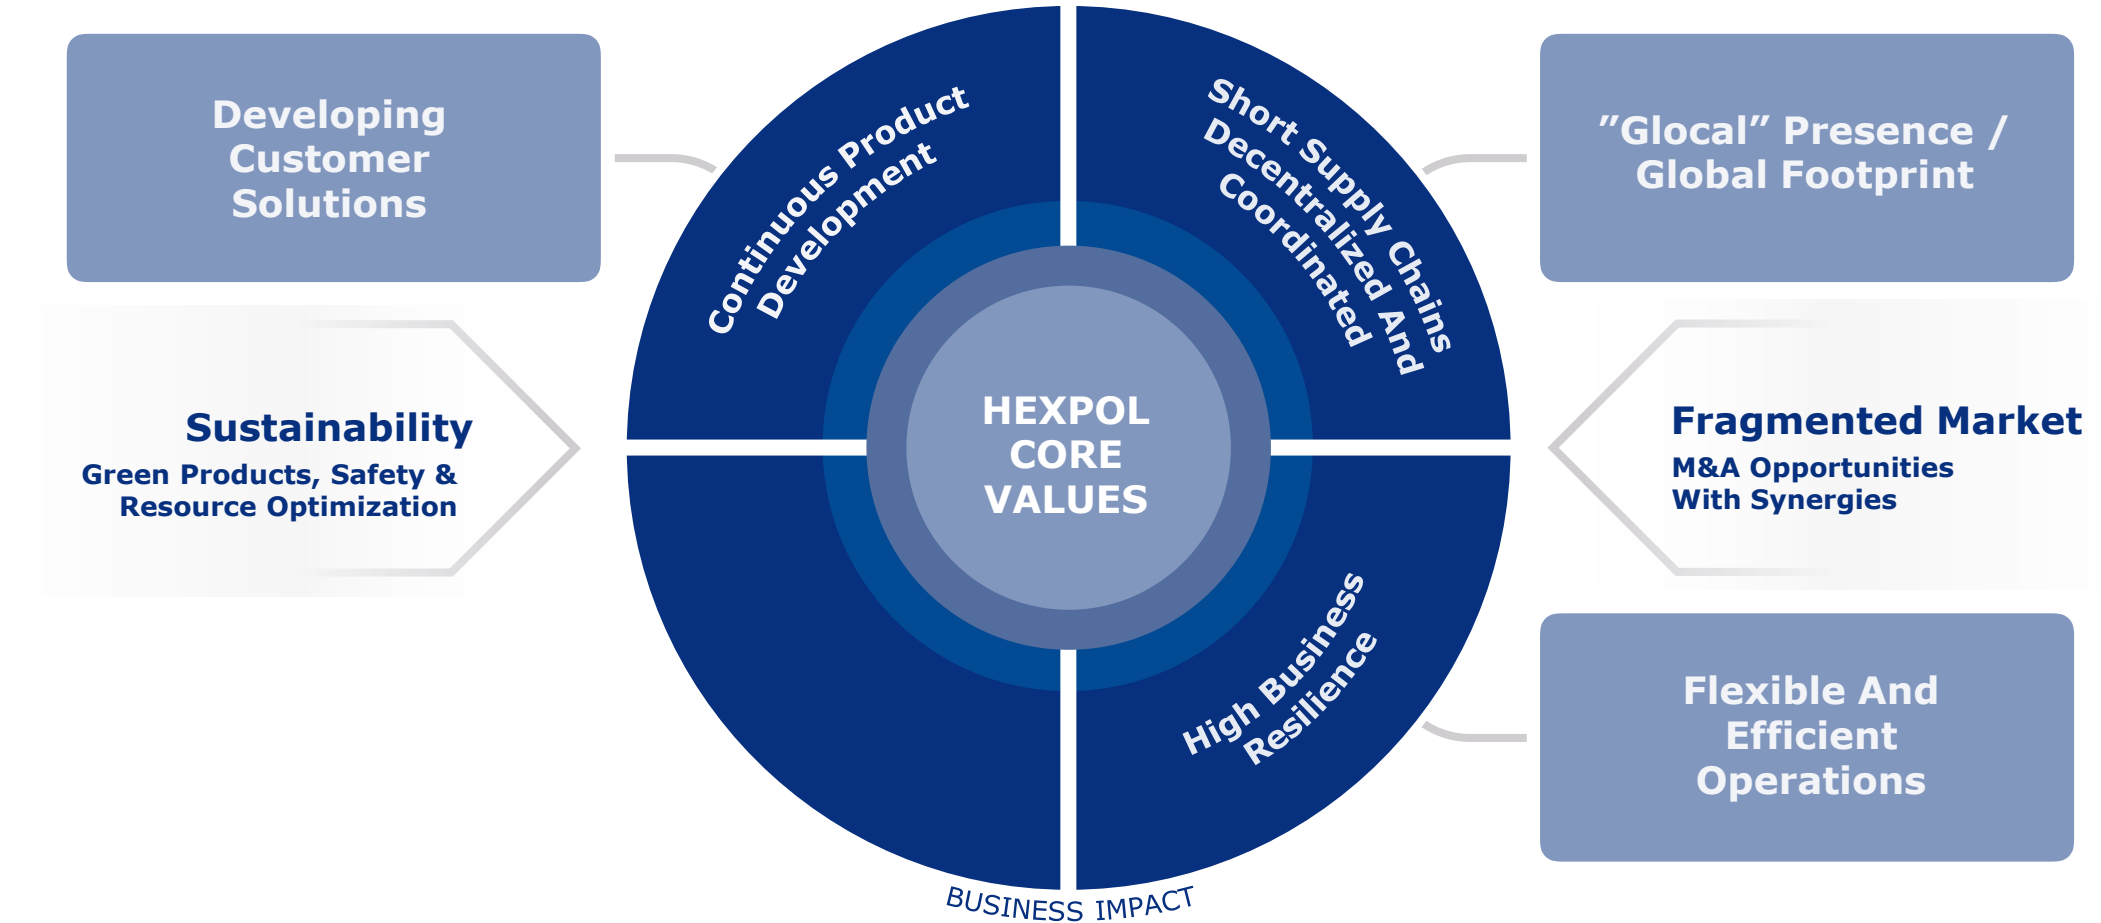 Developing
Customer
Solutions
Continuous Product
Development
Short Supply Chains
Decentralized And
Coordinated
”Glocal” Presence /
Global Footprint
Sustainability
Green Products, Safety &
Resource Optimization
HEXPOL
CORE
VALUES
Fragmented Market
M&A Opportunities
With Synergies
High Business
Resilience
Flexible And
Efficient
Operations
BUSINESS IMPACT